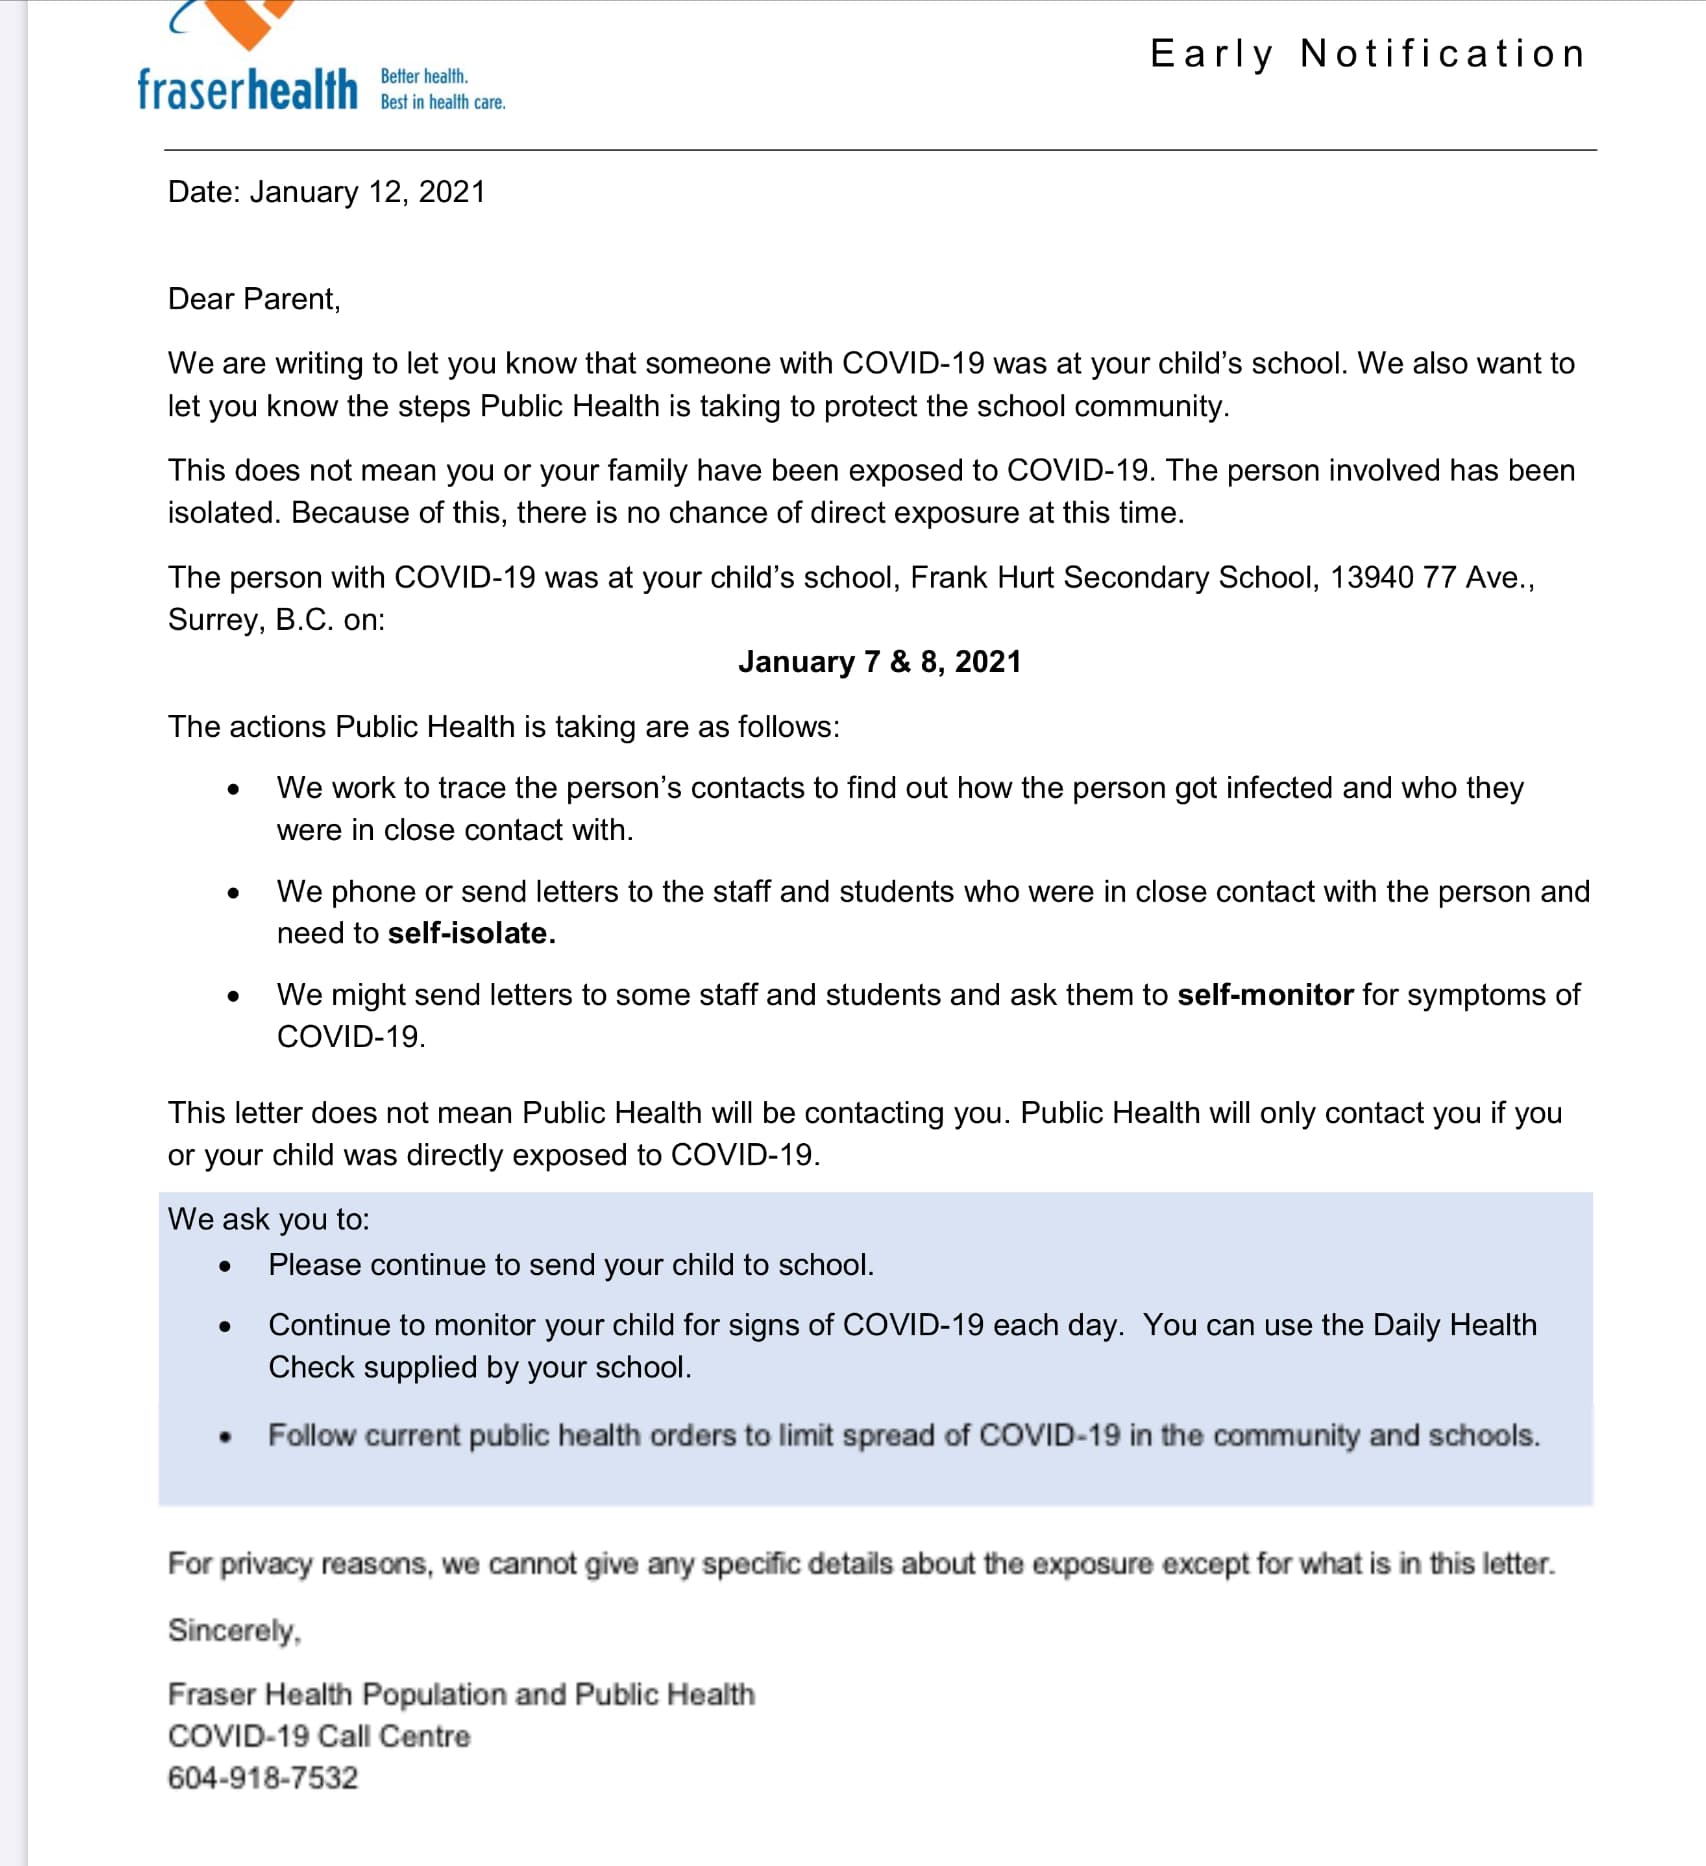 Early Notification
fraserhealth
Better health.
Best in health care.
Date: January 12, 2021
Dear Parent,
We are writing to let you know that someone with COVID-19 was at your child’s school. We also want to
let you know the steps Public Health is taking to protect the school community.
This does not mean you or your family have been exposed to COVID-19. The person involved has been
isolated. Because of this, there is no chance of direct exposure at this time.
The person with COVID-19 was at your child’s school, Frank Hurt Secondary School, 13940 77 Ave.,
Surrey, B.C. on:
January 7 & 8, 2021
The actions Public Health is taking are as follows:
• We work to trace the person’s contacts to find out how the person got infected and who they
were in close contact with.
• We phone or send letters to the staff and students who were in close contact with the person and
need to self-isolate.
• We might send letters to some staff and students and ask them to self-monitor for symptoms of
COVID-19.
This letter does not mean Public Health will be contacting you. Public Health will only contact you if you
or your child was directly exposed to COVID-19.
We ask you to:
• Please continue to send your child to school.
• Continue to monitor your child for signs of COVID-19 each day.  You can use the Daily Health
Check supplied by your school.
• Follow current public health orders to limit spread of COVID-19 in the community and schools.
For privacy reasons, we cannot give any specific details about the exposure except for what is in this letter.
Sincerely,
Fraser Health Population and Public Health
COVID-19 Call Centre
604-918-7532